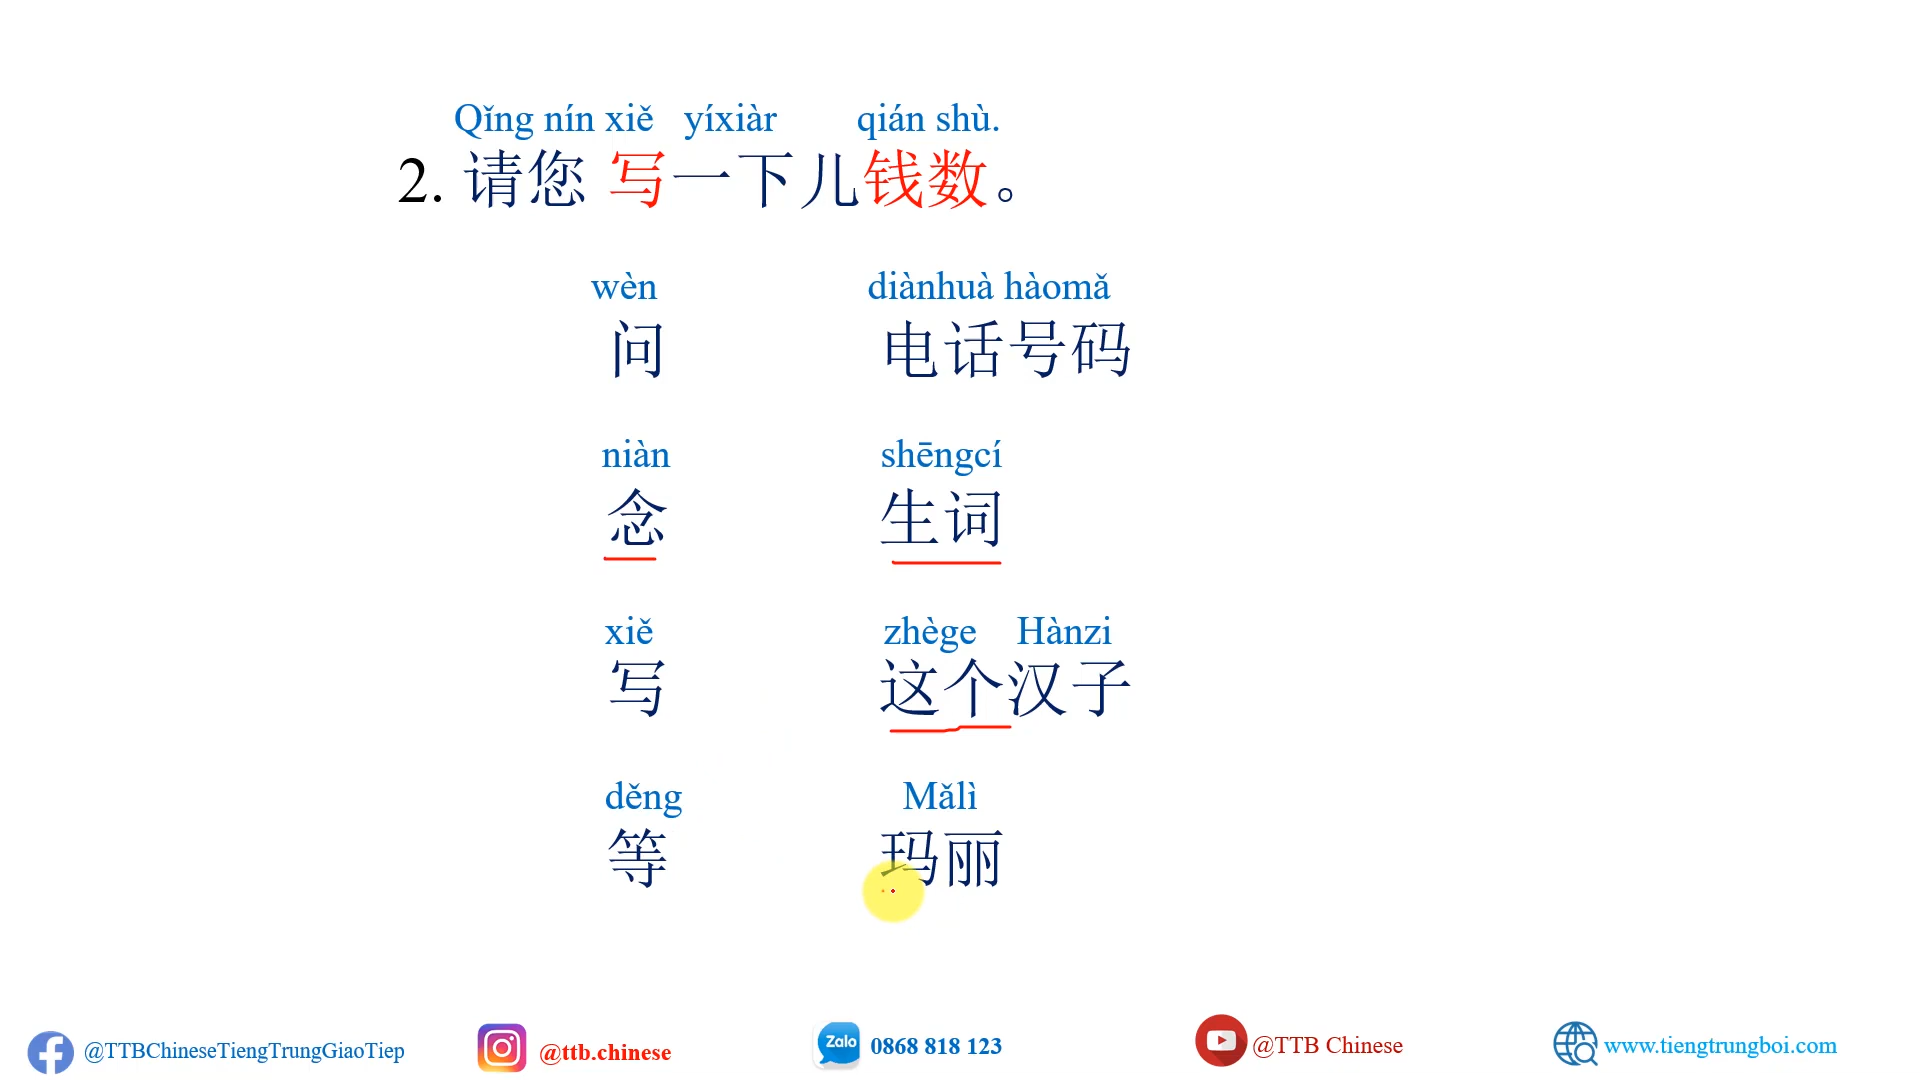 Qǐng nín xiě yíxiàr qián shù.
2. 请您 写一下儿钱数。
wèn diànhuà hàomǎ
问 电话号码
niàn shēngcí
念 生词
xiě zhège Hànzi
写 这个汉子
děng Mǎlì
等 玛丽
@TTBChineseTiengTrungGiaoTiep @ttb.chinese Zalo 0868 818 123 @TTB Chinese www.tiengtrungboi.com